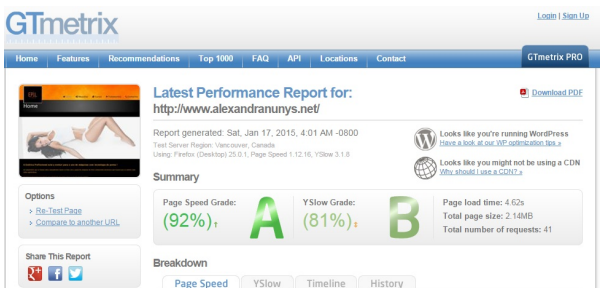 GTmetrix
Login | Sign Up
Home Features Recommendations Top 1000 FAQ API Locations Contact GTmetrix PRO
Latest Performance Report for:
Download PDF
http://www.alexandranunys.net/
Home
Report generated: Sat, Jan 17, 2015, 4:01 AM -0800
Test Server Region: Vancouver, Canada
Using: Firefox (Desktop) 25.0.1, Page Speed 1.12.16, YSlow 3.1.8
Looks like you're running WordPress
Have a look at our WP optimization tips »
Looks like you might not be using a CDN
Why should I use a CDN? »
Summary
Options
Re-Test Page
Compare to another URL
Page Speed Grade:
(92%)↑
A
YSlow Grade:
(81%)↕
B
Page load time: 4.62s
Total page size: 2.14MB
Total number of requests: 41
Share This Report
Breakdown
Page Speed YSlow Timeline History